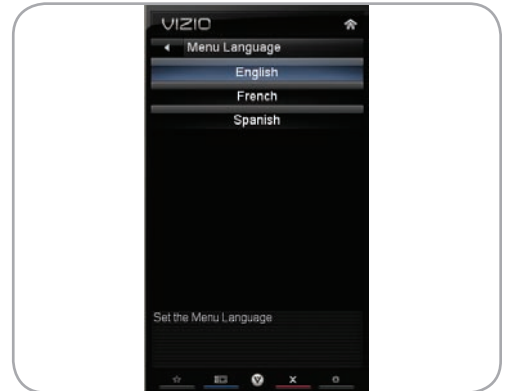 VIZIO
Menu Language
English
French
Spanish
Set the Menu Language